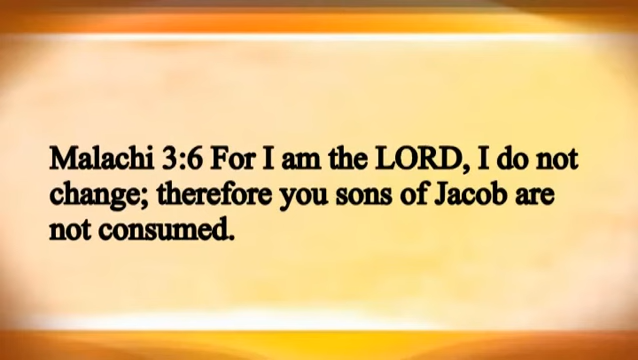 Malachi 3:6 For I am the LORD, I do not
change; therefore you sons of Jacob are
not consumed.